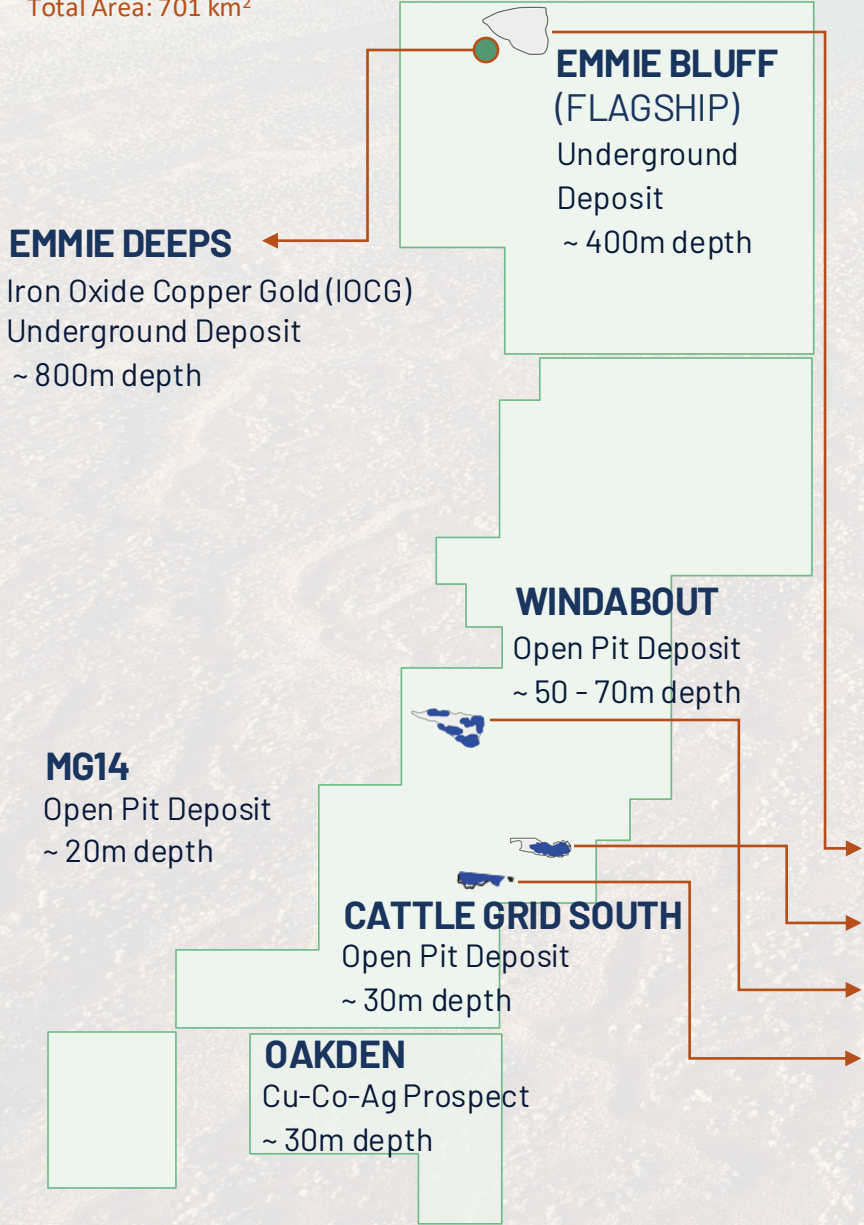 Total Area: 701 km²
EMMIE BLUFF
(FLAGSHIP)
Underground
Deposit
~ 400m depth
EMMIE DEEPS
Iron Oxide Copper Gold (IOCG)
Underground Deposit
~ 800m depth
WINDABOUT
Open Pit Deposit
~ 50 - 70m depth
MG14
Open Pit Deposit
~ 20m depth
CATTLE GRID SOUTH
Open Pit Deposit
~ 30m depth
OAKDEN
Cu-Co-Ag Prospect
~ 30m depth